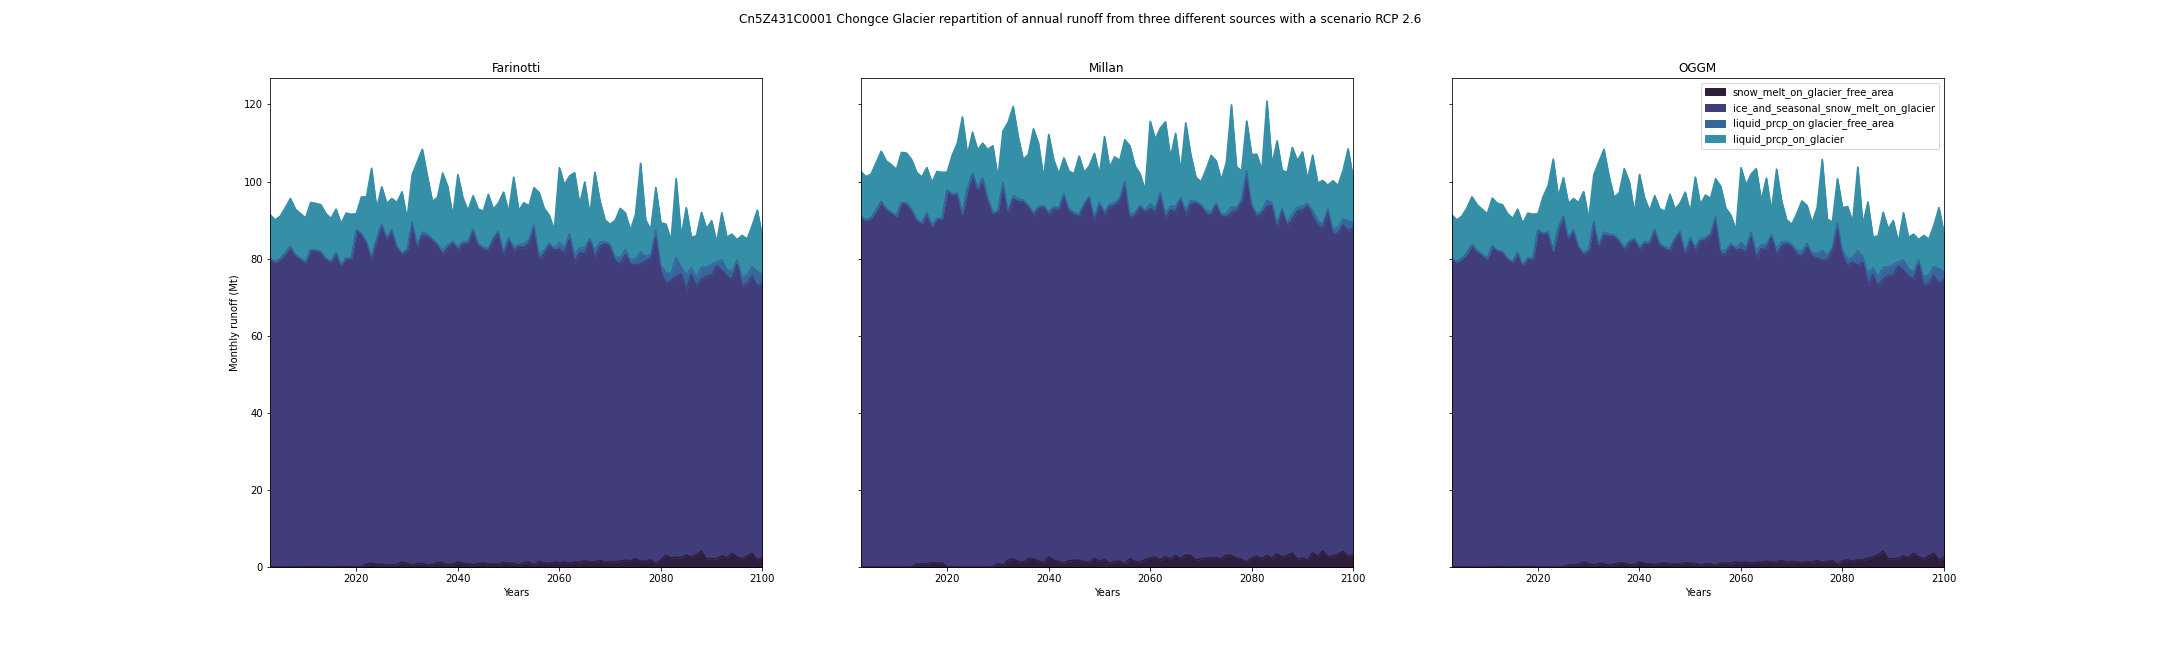 Cn5Z431C0001 Chongce Glacier repartition of annual runoff from three different sources with a scenario RCP 2.6
Farinotti
Millan
OGGM
120
100
80
60
40
20
0
Monthly runoff (Mt)
snow_melt_on_glacier_free_area
ice_and_seasonal_snow_melt_on_glacier
liquid_prcp_on glacier_free_area
liquid_prcp_on_glacier
2020 2040 2060 2080 2100
2020 2040 2060 2080 2100
2020 2040 2060 2080 2100
Years
Years
Years